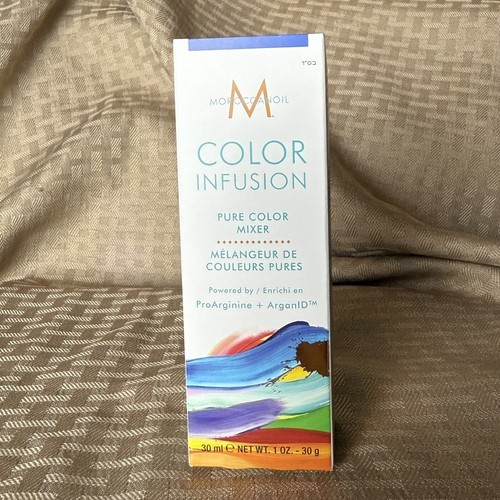 בס"ד
M
MOROCCANOIL
COLOR
INFUSION
PURE COLOR
MIXER
MÉLANGEUR DE
COULEURS PURES
Powered by / Enrichi en
ProArginine + ArganID™
30 ml ℮ NET WT. 1 OZ. - 30 g